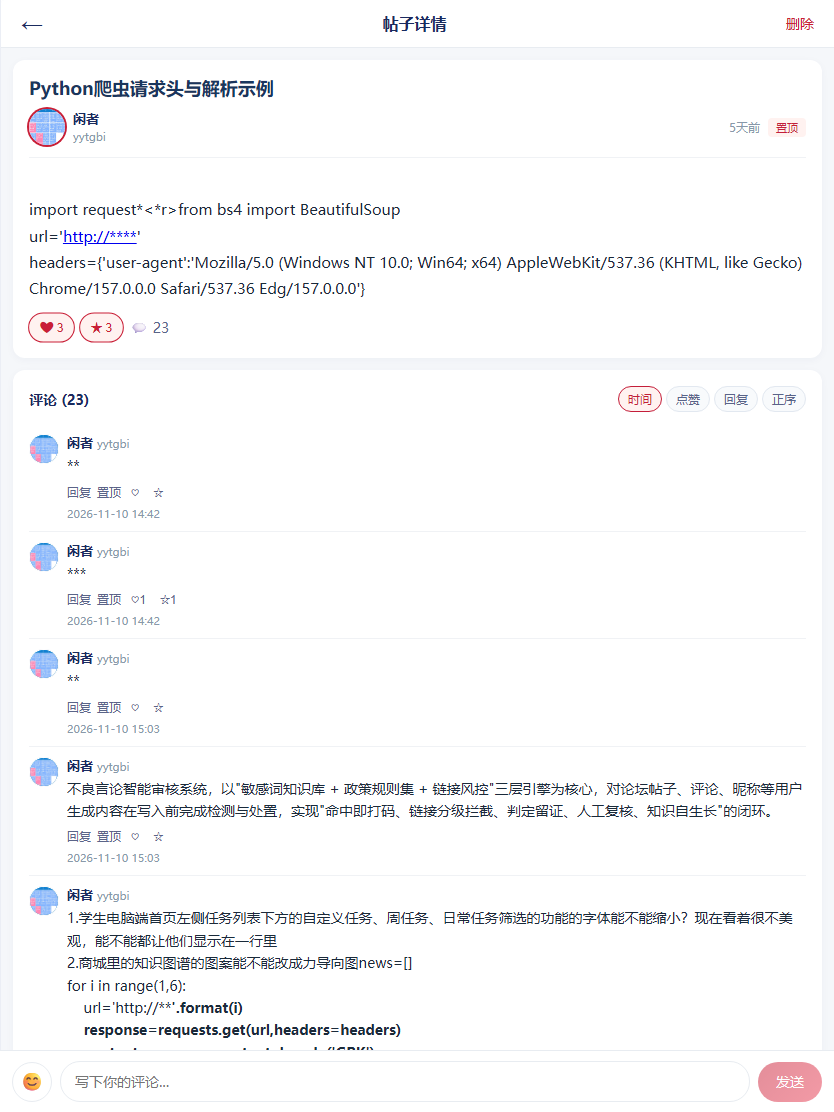 ← 帖子详情 删除
Python爬虫请求头与解析示例
闲者
yytgbi
5天前 置顶
import request*<*r>from bs4 import BeautifulSoup
url='http://****'
headers={'user-agent':'Mozilla/5.0 (Windows NT 10.0; Win64; x64) AppleWebKit/537.36 (KHTML, like Gecko)
Chrome/157.0.0.0 Safari/537.36 Edg/157.0.0.0'}
♥ 3 ★ 3 💬 23
评论 (23) 时间 点赞 回复 正序
闲者 yytgbi
**
回复 置顶 ♡ ☆
2026-11-10 14:42
闲者 yytgbi
***
回复 置顶 ♡1 ☆1
2026-11-10 14:42
闲者 yytgbi
**
回复 置顶 ♡ ☆
2026-11-10 15:03
闲者 yytgbi
不良言论智能审核系统，以"敏感词知识库 + 政策规则集 + 链接风控"三层引擎为核心，对论坛帖子、评论、昵称等用户
生成内容在写入前完成检测与处置，实现"命中即打码、链接分级拦截、判定留证、人工复核、知识自生长"的闭环。
回复 置顶 ♡ ☆
2026-11-10 15:03
闲者 yytgbi
1.学生电脑端首页左侧任务列表下方的自定义任务、周任务、日常任务筛选的功能的字体能不能缩小？现在看着很不美
观，能不能都让他们显示在一行里
2.商城里的知识图谱的图案能不能改成力导向图news=[]
for i in range(1,6):
url='http://**'.format(i)
response=requests.get(url,headers=headers)
写下你的评论...
发送